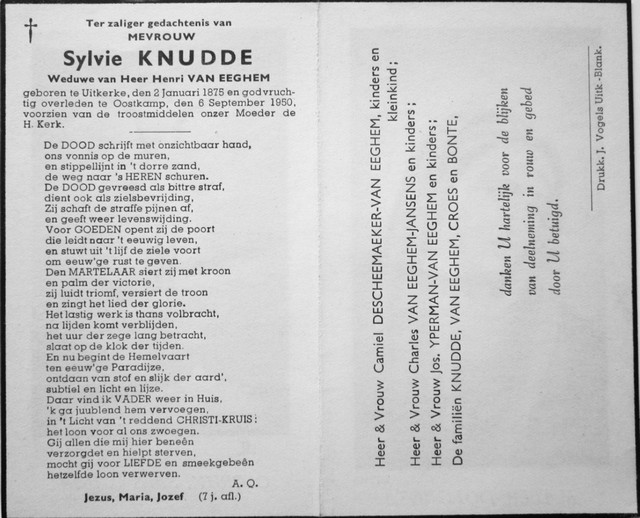 Ter zaliger gedachtenis van
MEVROUW
Sylvie KNUDDE
Weduwe van Heer Henri VAN EEGHEM
geboren te Uitkerke, den 2 Januari 1875 en godvruch-
tig overleden te Oostkamp, den 6 September 1950,
voorzien van de troostmiddelen onzer Moeder de
H. Kerk.
De DOOD schrijft met onzichtbaar hand,
ons vonnis op de muren,
en stippellijnt in 't dorre zand,
de weg naar 's HEREN schuren.
De DOOD gevreesd als bittre straf,
dient ook als zielsbevrijding,
Zij schaft de straffe pijnen af,
en geeft weer levenswijding.
Voor GOEDEN opent zij de poort
die leidt naar 't eeuwig leven,
en stuwt uit 't lijf de ziele voort
om eeuw'ge rust te geven.
Den MARTELAAR siert zij met kroon
en palm der victorie,
zij luidt triomf, versiert de troon
en zingt het lied der glorie.
Het lastig werk is thans volbracht,
na lijden komt verblijden,
het uur der zege lang betracht,
slaat op de klok der tijden.
En nu begint de Hemelvaart
ten eeuw'ge Paradijze,
ontdaan van stof en slijk der aard',
subtiel en licht en lijze.
Daar vind ik VADER weer in Huis,
'k ga juublend hem vervoegen,
in 't Licht van 't reddend CHRISTI-KRUIS:
het loon voor al ons zwoegen.
Gij allen die mij hier beneên
verzorgdet en hielpt sterven,
mocht gij voor LIEFDE en smeekgebeên
hetzelfde loon verwerven.
A. Q.
Jezus, Maria, Jozef (7 j. afl.)
Heer & Vrouw Camiel DESCHEEMAEKER-VAN EEGHEM, kinders en
kleinkind;
Heer & Vrouw Charles VAN EEGHEM-JANSENS en kinders;
Heer & Vrouw Jos. YPERMAN-VAN EEGHEM en kinders;
De familiën KNUDDE, VAN EEGHEM, CROES en BONTE,
danken U hartelijk voor de blijken
van deelneming in rouw en gebed
door U betuigd.
Drukk. J. Vogels Uitk.-Blank.